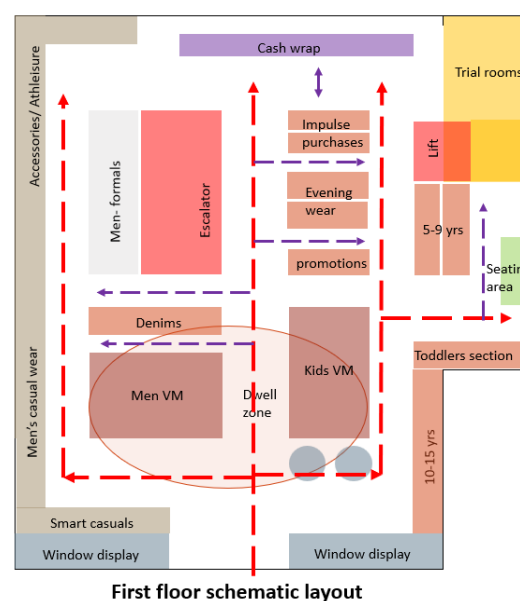 Cash wrap
Trial rooms
Accessories/ Athleisure
Impulse
purchases
Lift
Men- formals
Escalator
Evening
wear
5-9 yrs
promotions
Seatin
area
Denims
Men's casual wear
Men VM
Dwell
zone
Kids VM
Toddlers section
10-15 yrs
Smart casuals
Window display
Window display
First floor schematic layout